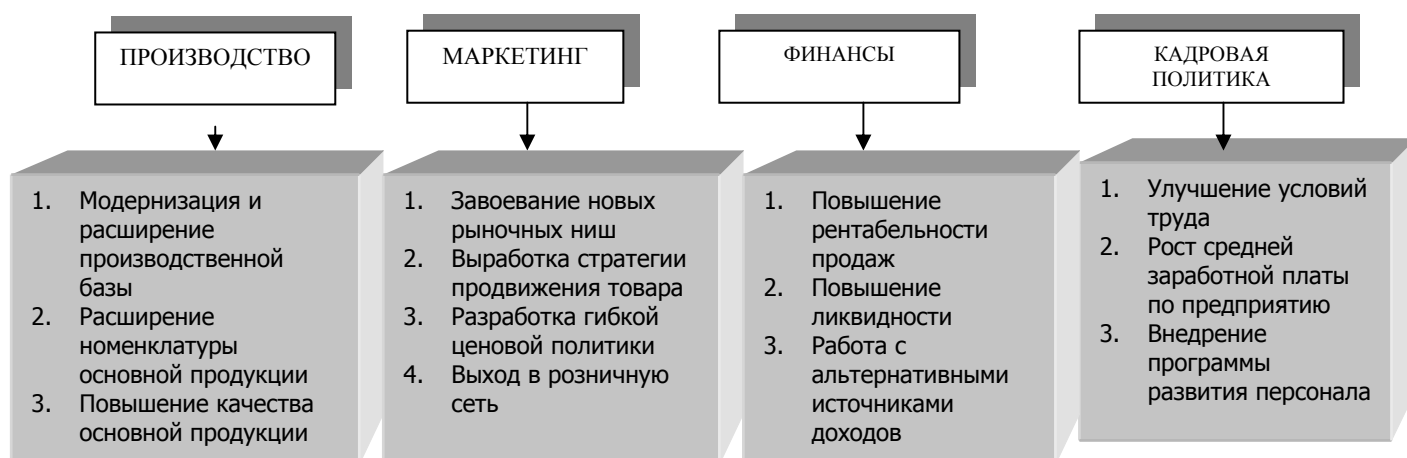 ПРОИЗВОДСТВО
МАРКЕТИНГ
ФИНАНСЫ
КАДРОВАЯ
ПОЛИТИКА
1. Модернизация и
расширение
производственной
базы
2. Расширение
номенклатуры
основной продукции
3. Повышение качества
основной продукции
1. Завоевание новых
рыночных ниш
2. Выработка стратегии
продвижения товара
3. Разработка гибкой
ценовой политики
4. Выход в розничную
сеть
1. Повышение
рентабельности
продаж
2. Повышение
ликвидности
3. Работа с
альтернативными
источниками
доходов
1. Улучшение условий
труда
2. Рост средней
заработной платы
по предприятию
3. Внедрение
программы
развития персонала